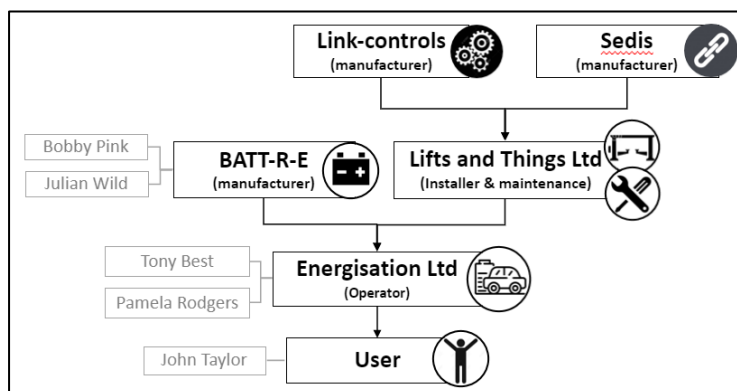 Link-controls
(manufacturer)
Sedis
(manufacturer)
Bobby Pink
Julian Wild
BATT-R-E
(manufacturer)
Lifts and Things Ltd
(Installer & maintenance)
Tony Best
Pamela Rodgers
Energisation Ltd
(Operator)
John Taylor
User